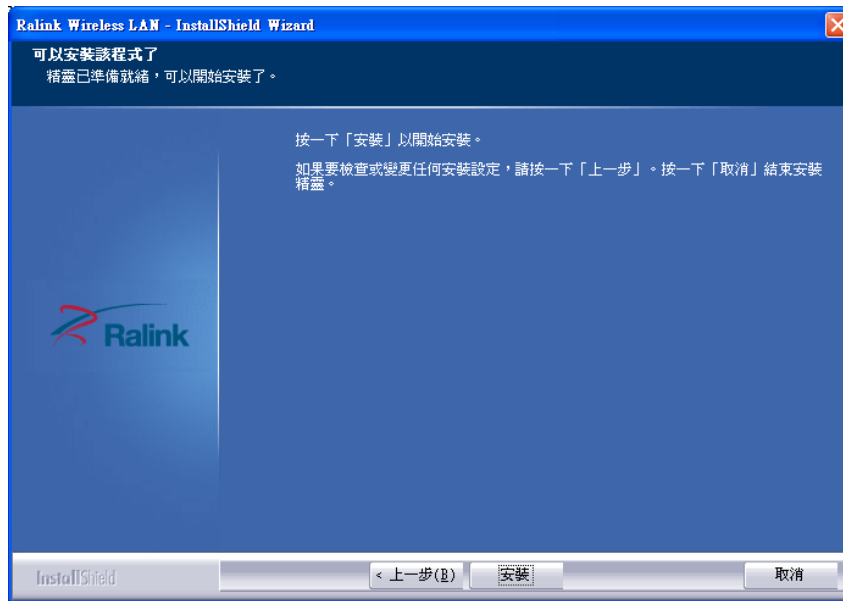 Ralink Wireless LAN - InstallShield Wizard
可以安裝該程式了
精靈已準備就緒，可以開始安裝了。
按一下「安裝」以開始安裝。
如果要檢查或變更任何安裝設定，請按一下「上一步」。按一下「取消」結束安裝
精靈。
Ralink
InstallShield
< 上一步(B)
安裝
取消